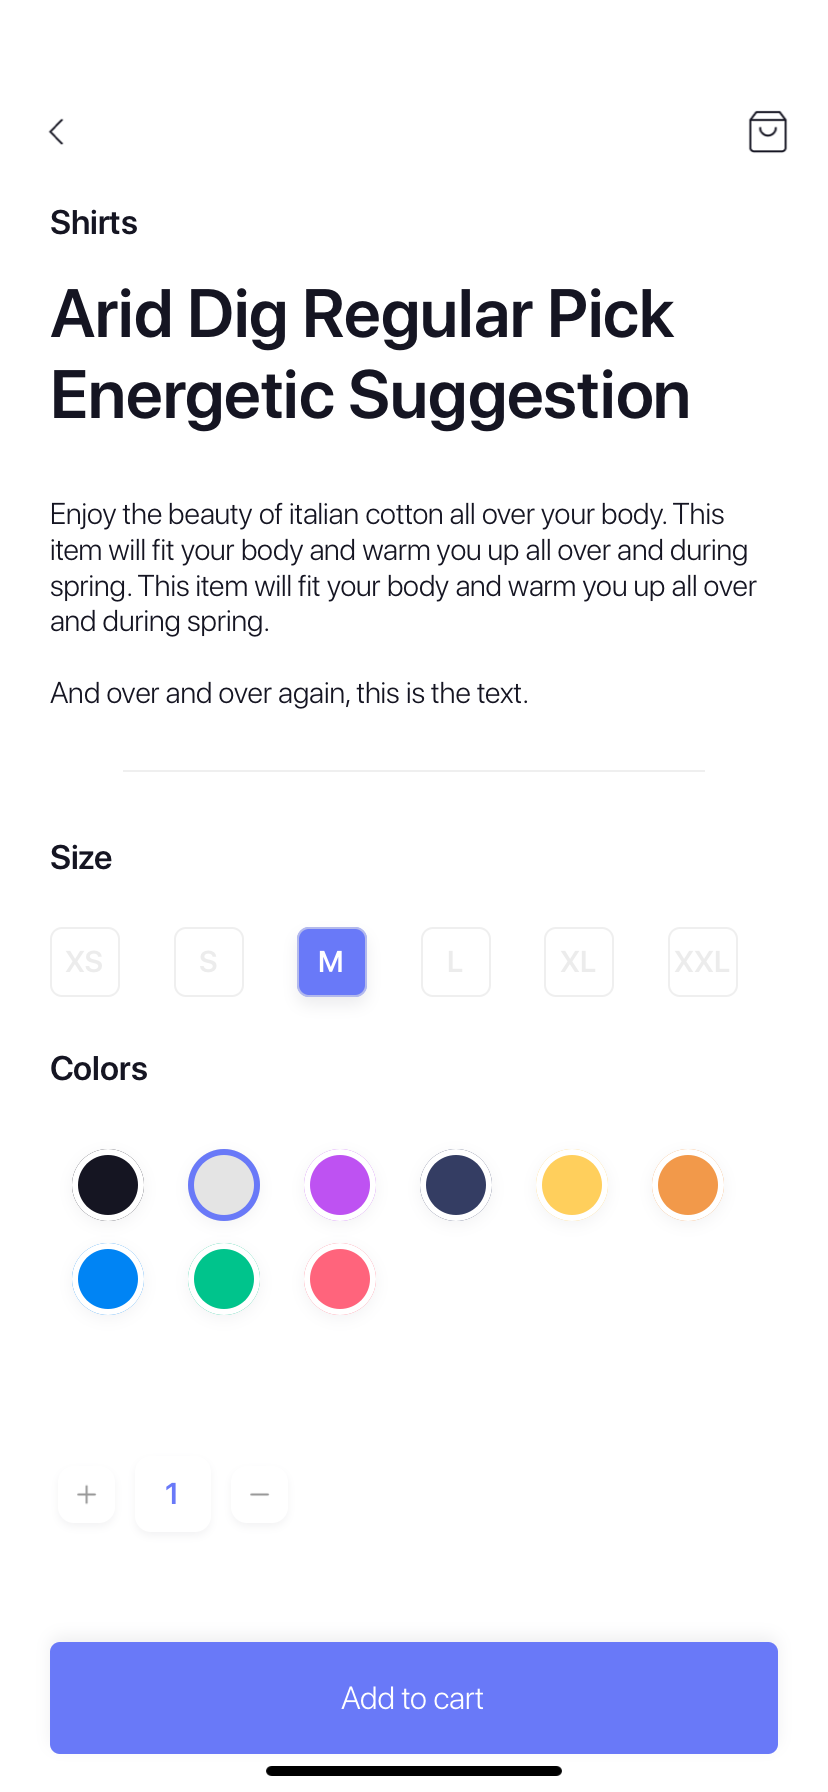 Shirts
Arid Dig Regular Pick
Energetic Suggestion
Enjoy the beauty of italian cotton all over your body. This
item will fit your body and warm you up all over and during
spring. This item will fit your body and warm you up all over
and during spring.
And over and over again, this is the text.
Size
XS S M L XL XXL
Colors
+ 1 −
Add to cart